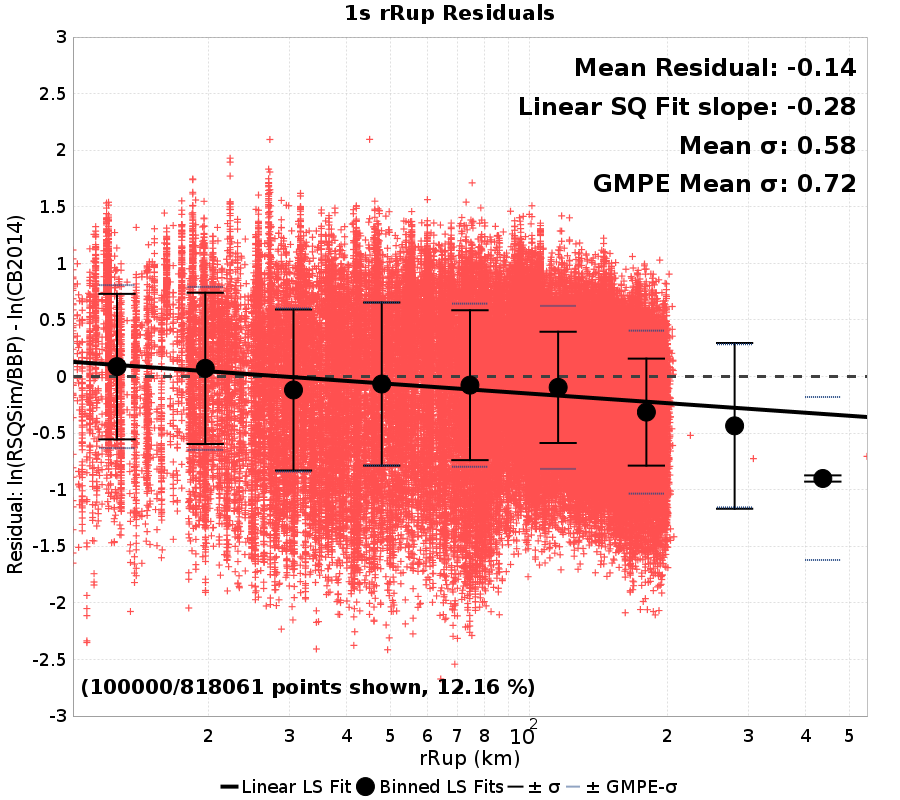 1s rRup Residuals
Mean Residual: -0.14
Linear SQ Fit slope: -0.28
Mean σ: 0.58
GMPE Mean σ: 0.72
Residual: ln(RSQSim/BBP) - ln(CB2014)
3
2.5
2
1.5
1
0.5
0
-0.5
-1
-1.5
-2
-2.5
-3
(100000/818061 points shown, 12.16 %)
2 3 4 5 6 7 8 10² 2 3 4 5
rRup (km)
Linear LS Fit Binned LS Fits ± σ ± GMPE-σ